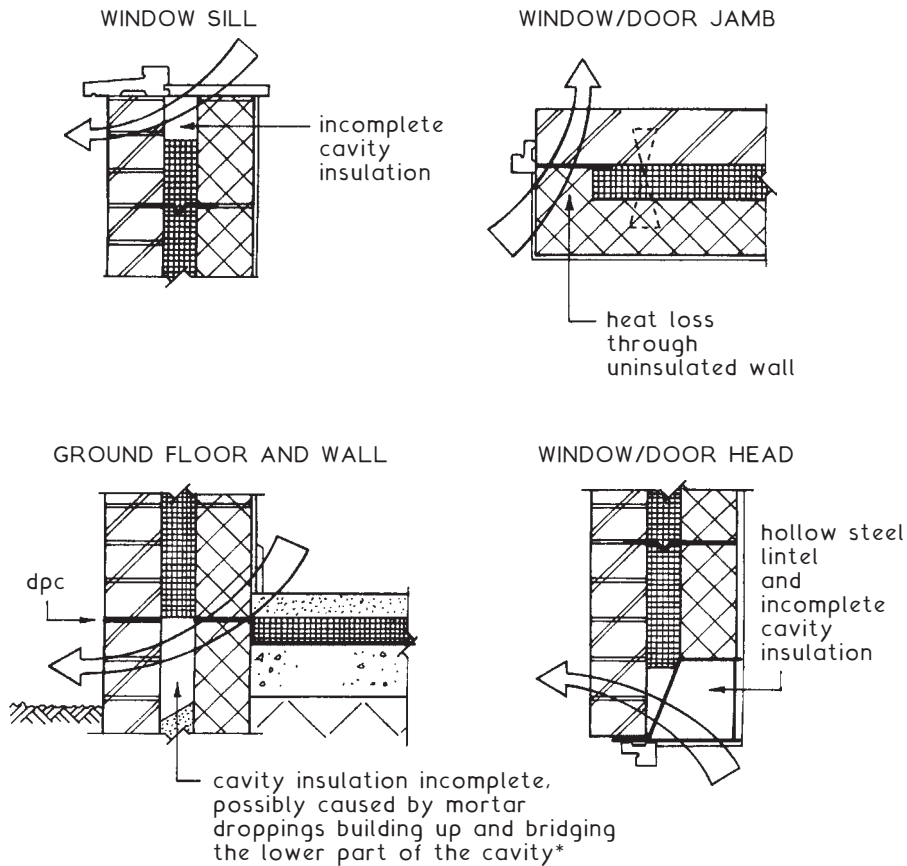 WINDOW SILL
incomplete
cavity
insulation
WINDOW/DOOR JAMB
heat loss
through
uninsulated wall
GROUND FLOOR AND WALL
dpc
cavity insulation incomplete,
possibly caused by mortar
droppings building up and bridging
the lower part of the cavity*
WINDOW/DOOR HEAD
hollow steel
lintel
and
incomplete
cavity
insulation